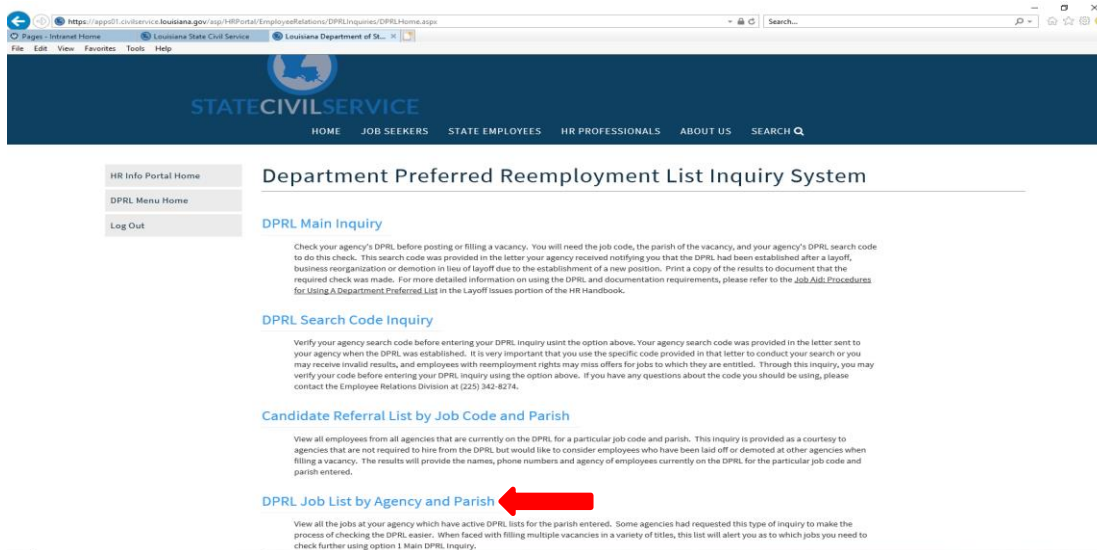 https://apps01.civilservice.louisiana.gov/asp/HRPortal/EmployeeRelations/DPRLInquiries/DPRLHome.aspx
Search...
Pages - Intranet Home
Louisiana State Civil Service
Louisiana Department of St...
File Edit View Favorites Tools Help
STATECIVILSERVICE
HOME JOB SEEKERS STATE EMPLOYEES HR PROFESSIONALS ABOUT US SEARCH
HR Info Portal Home
DPRL Menu Home
Log Out
Department Preferred Reemployment List Inquiry System
DPRL Main Inquiry
Check your agency's DPRL before posting or filling a vacancy. You will need the job code, the parish of the vacancy, and your agency's DPRL search code
to do this check. This search code was provided in the letter your agency received notifying you that the DPRL had been established after a layoff,
business reorganization or demotion in lieu of layoff due to the establishment of a new position. Print a copy of the results to document that the
required check was made. For more detailed information on using the DPRL and documentation requirements, please refer to the Job Aid: Procedures
for Using A Department Preferred List in the Layoff Issues portion of the HR Handbook.
DPRL Search Code Inquiry
Verify your agency search code before entering your DPRL inquiry usint the option above. Your agency search code was provided in the letter sent to
your agency when the DPRL was established. It is very important that you use the specific code provided in that letter to conduct your search or you
may receive invalid results, and employees with reemployment rights may miss offers for jobs to which they are entitled. Through this inquiry, you may
verify your code before entering your DPRL inquiry using the option above. If you have any questions about the code you should be using, please
contact the Employee Relations Division at (225) 342-8274.
Candidate Referral List by Job Code and Parish
View all employees from all agencies that are currently on the DPRL for a particular job code and parish. This inquiry is provided as a courtesy to
agencies that are not required to hire from the DPRL but would like to consider employees who have been laid off or demoted at other agencies when
filling a vacancy. The results will provide the names, phone numbers and agency of employees currently on the DPRL for the particular job code and
parish entered.
DPRL Job List by Agency and Parish
View all the jobs at your agency which have active DPRL lists for the parish entered. Some agencies had requested this type of inquiry to make the
process of checking the DPRL easier. When faced with filling multiple vacancies in a variety of titles, this list will alert you as to which jobs you need to
check further using option 1 Main DPRL Inquiry.